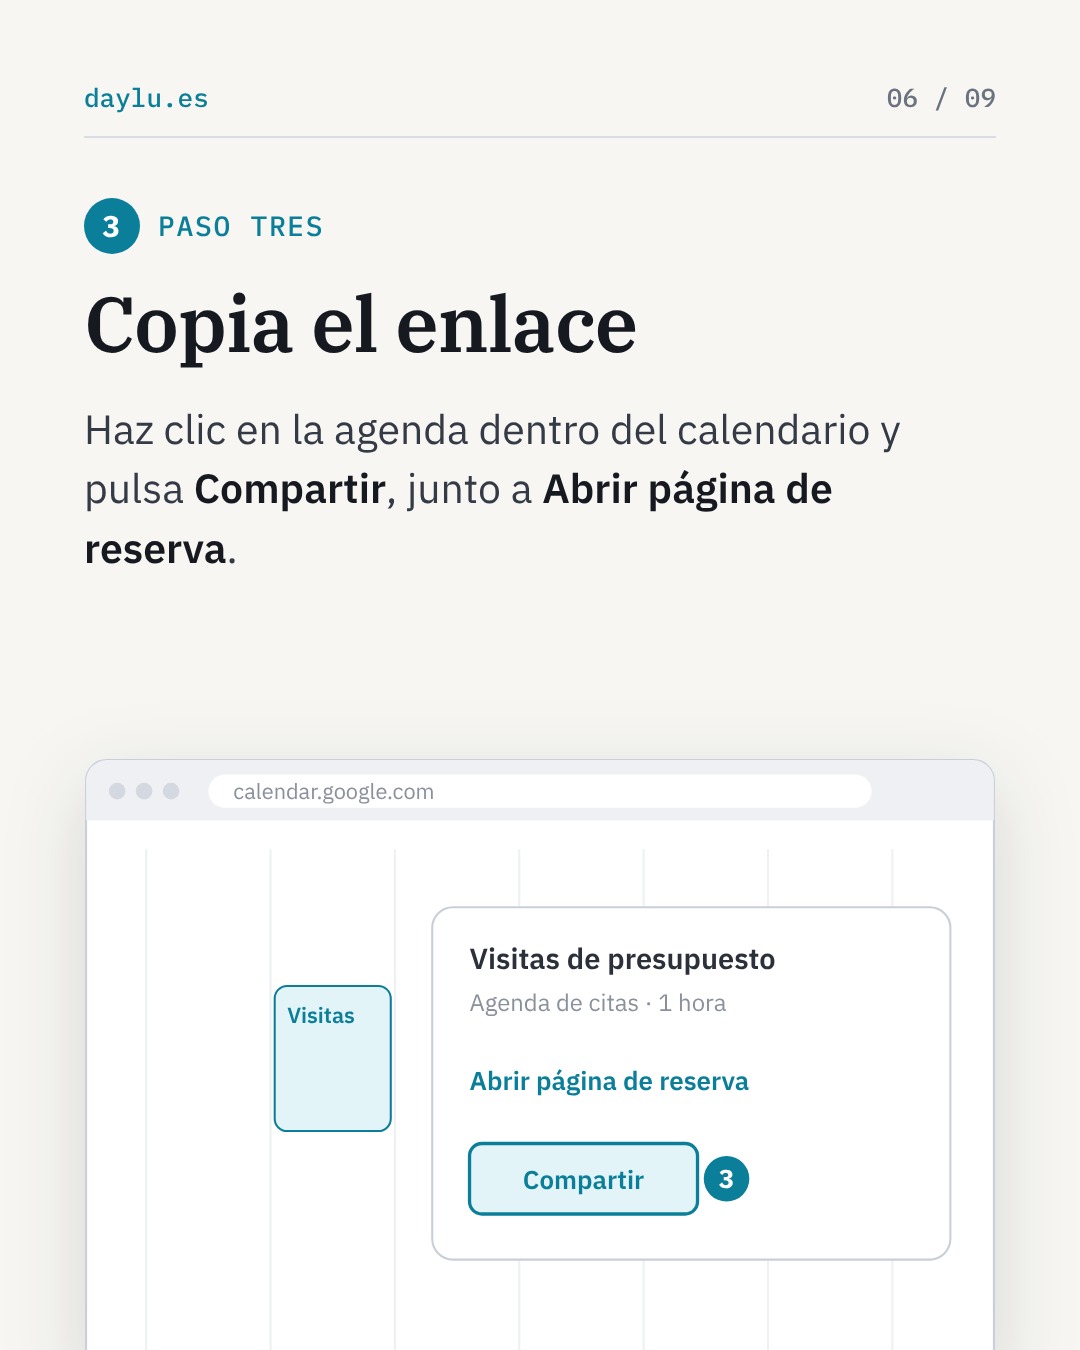 daylu.es
06 / 09
3 PASO TRES
Copia el enlace
Haz clic en la agenda dentro del calendario y
pulsa Compartir, junto a Abrir página de
reserva.
calendar.google.com
Visitas de presupuesto
Agenda de citas · 1 hora
Visitas
Abrir página de reserva
Compartir 3